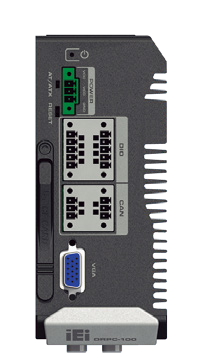 AT/ATX
RESET
POWER
DIO
CAN
VGA
iEi
DRPC-100